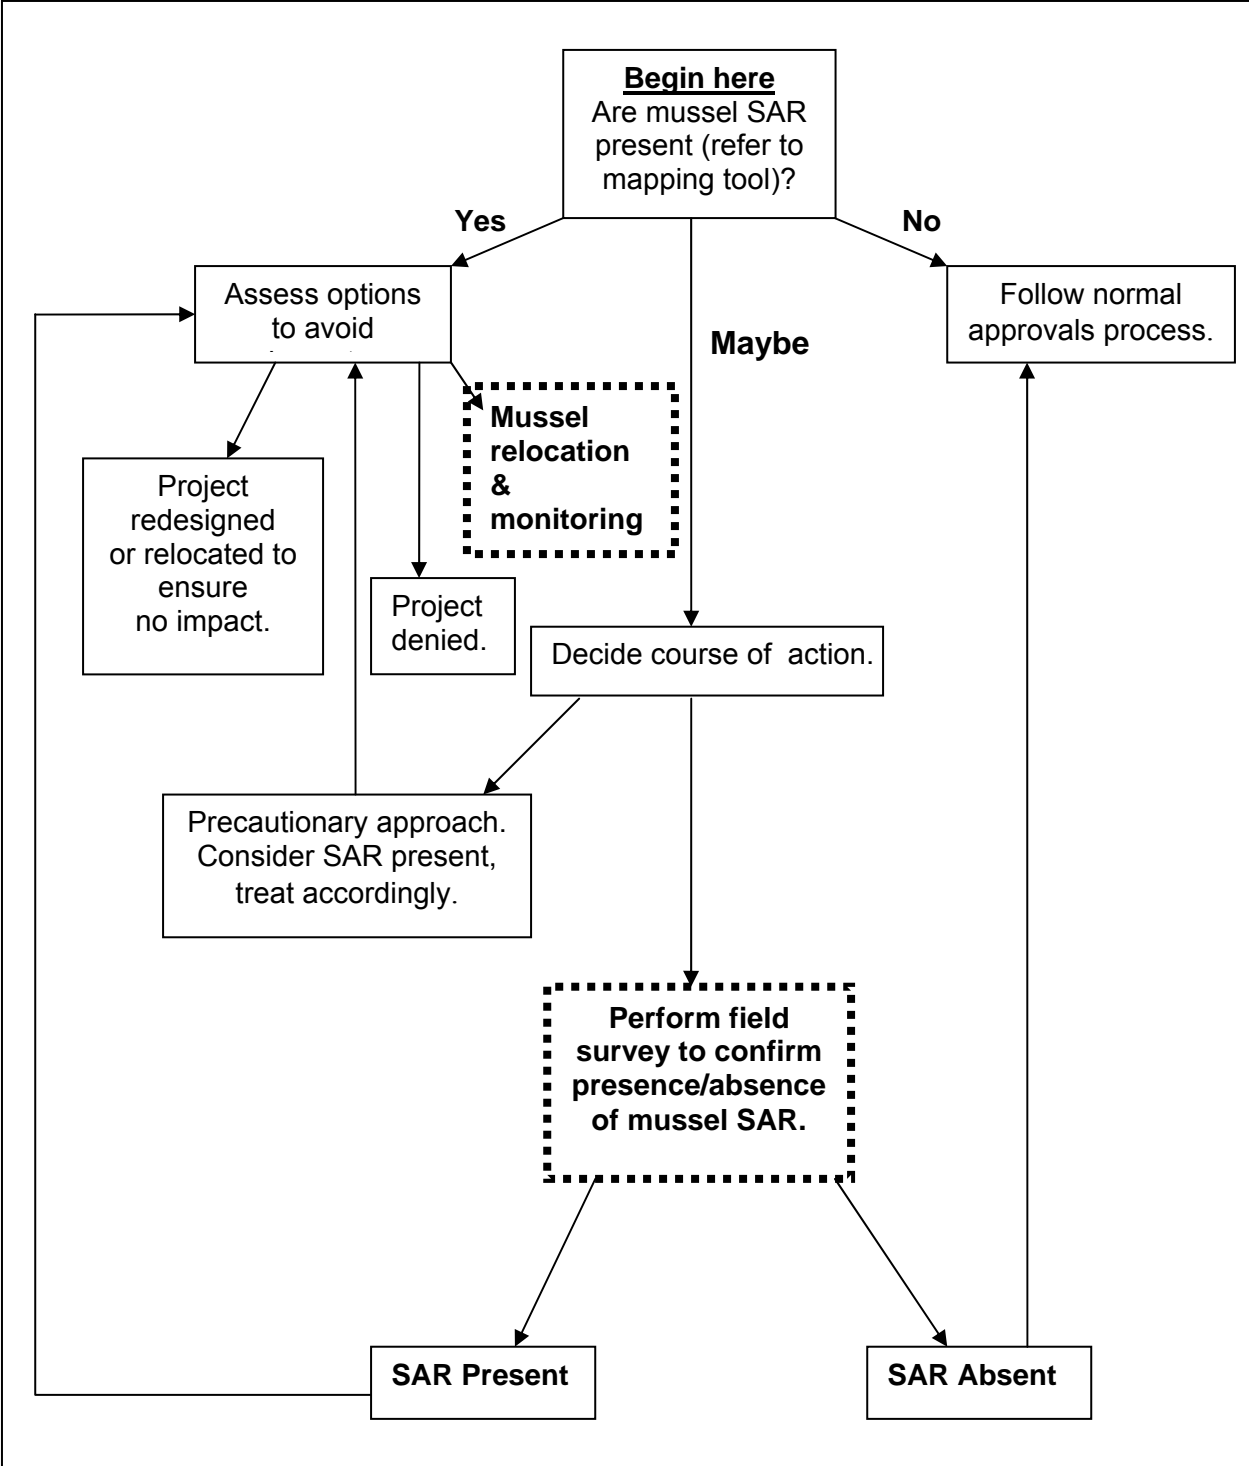 Begin here
Are mussel SAR
present (refer to
mapping tool)?
Yes
No
Assess options
to avoid
Follow normal
approvals process.
Maybe
Mussel
relocation
&
monitoring
Project
redesigned
or relocated to
ensure
no impact.
Project
denied.
Decide course of  action.
Precautionary approach.
Consider SAR present,
treat accordingly.
Perform field
survey to confirm
presence/absence
of mussel SAR.
SAR Present
SAR Absent